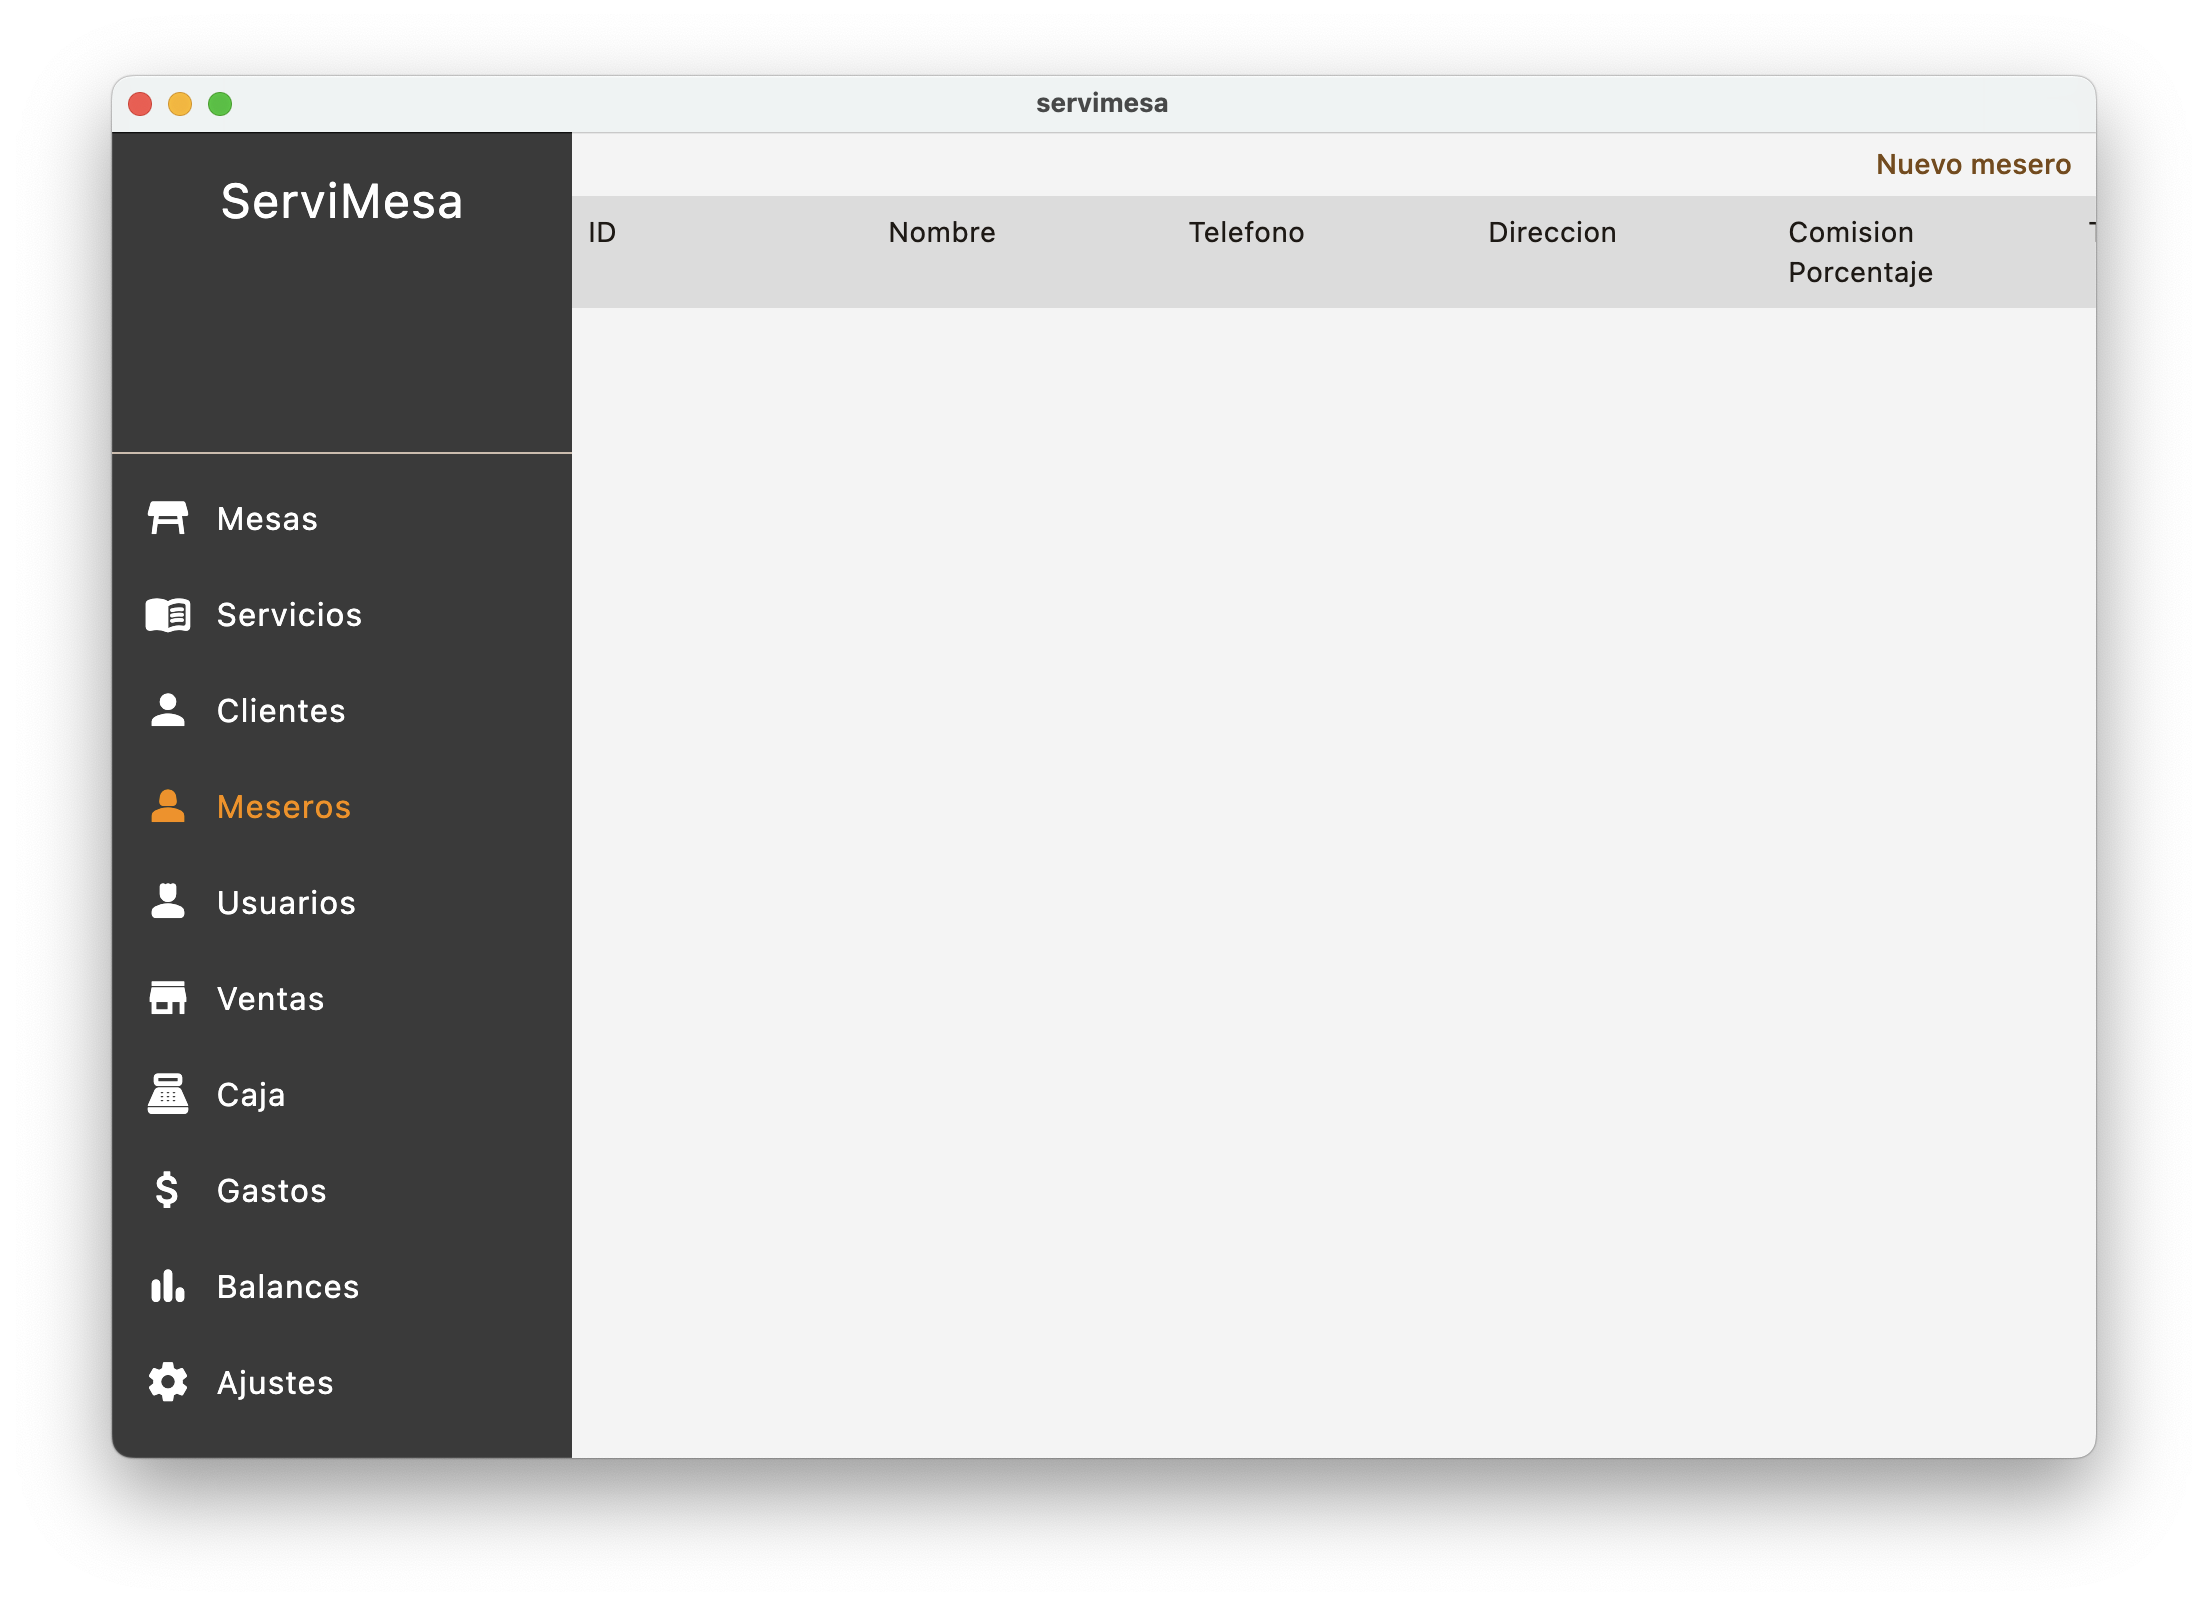 servimesa
ServiMesa
Mesas
Servicios
Clientes
Meseros
Usuarios
Ventas
Caja
Gastos
Balances
Ajustes
Nuevo mesero
ID Nombre Telefono Direccion Comision
Porcentaje